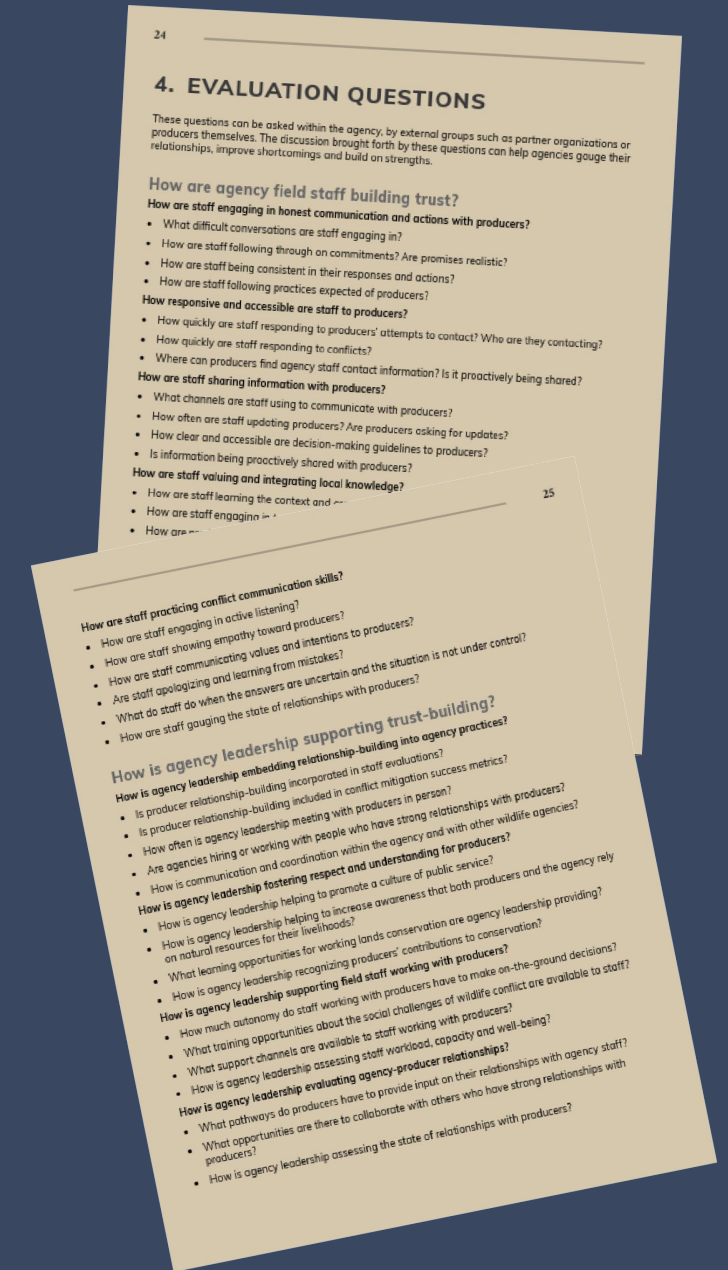 24
4. EVALUATION QUESTIONS
These questions can be asked within the agency, by external groups such as partner organizations or
producers themselves. The discussion brought forth by these questions can help agencies gauge their
relationships, improve shortcomings and build on strengths.
How are agency field staff building trust?
How are staff engaging in honest communication and actions with producers?
• What difficult conversations are staff engaging in?
• How are staff following through on commitments? Are promises realistic?
• How are staff being consistent in their responses and actions?
• How are staff following practices expected of producers?
How responsive and accessible are staff to producers?
• How quickly are staff responding to producers' attempts to contact? Who are they contacting?
• How quickly are staff responding to conflicts?
• Where can producers find agency staff contact information? Is it proactively being shared?
How are staff sharing information with producers?
• What channels are staff using to communicate with producers?
• How often are staff updating producers? Are producers asking for updates?
• How clear and accessible are decision-making guidelines to producers?
• Is information being proactively shared with producers?
How are staff valuing and integrating local knowledge?
• How are staff learning the context and
• How are staff engaging in
• How are
25
How are staff practicing conflict communication skills?
• How are staff engaging in active listening?
• How are staff showing empathy toward producers?
• How are staff communicating values and intentions to producers?
• Are staff apologizing and learning from mistakes?
• What do staff do when the answers are uncertain and the situation is not under control?
• How are staff gauging the state of relationships with producers?
How is agency leadership supporting trust-building?
How is agency leadership embedding relationship-building into agency practices?
• Is producer relationship-building incorporated in staff evaluations?
• Is producer relationship-building included in conflict mitigation success metrics?
• How often is agency leadership meeting with producers in person?
• Are agencies hiring or working with people who have strong relationships with producers?
• How is communication and coordination within the agency and with other wildlife agencies?
How is agency leadership fostering respect and understanding for producers?
• How is agency leadership helping to promote a culture of public service?
• How is agency leadership helping to increase awareness that both producers and the agency rely
on natural resources for their livelihoods?
• What learning opportunities for working lands conservation are agency leadership providing?
• How is agency leadership recognizing producers' contributions to conservation?
How is agency leadership supporting field staff working with producers?
• How much autonomy do staff working with producers have to make on-the-ground decisions?
• What training opportunities about the social challenges of wildlife conflict are available to staff?
• What support channels are available to staff working with producers?
• How is agency leadership assessing staff workload, capacity and well-being?
How is agency leadership evaluating agency-producer relationships?
• What pathways do producers have to provide input on their relationships with agency staff?
• What opportunities are there to collaborate with others who have strong relationships with
producers?
• How is agency leadership assessing the state of relationships with producers?